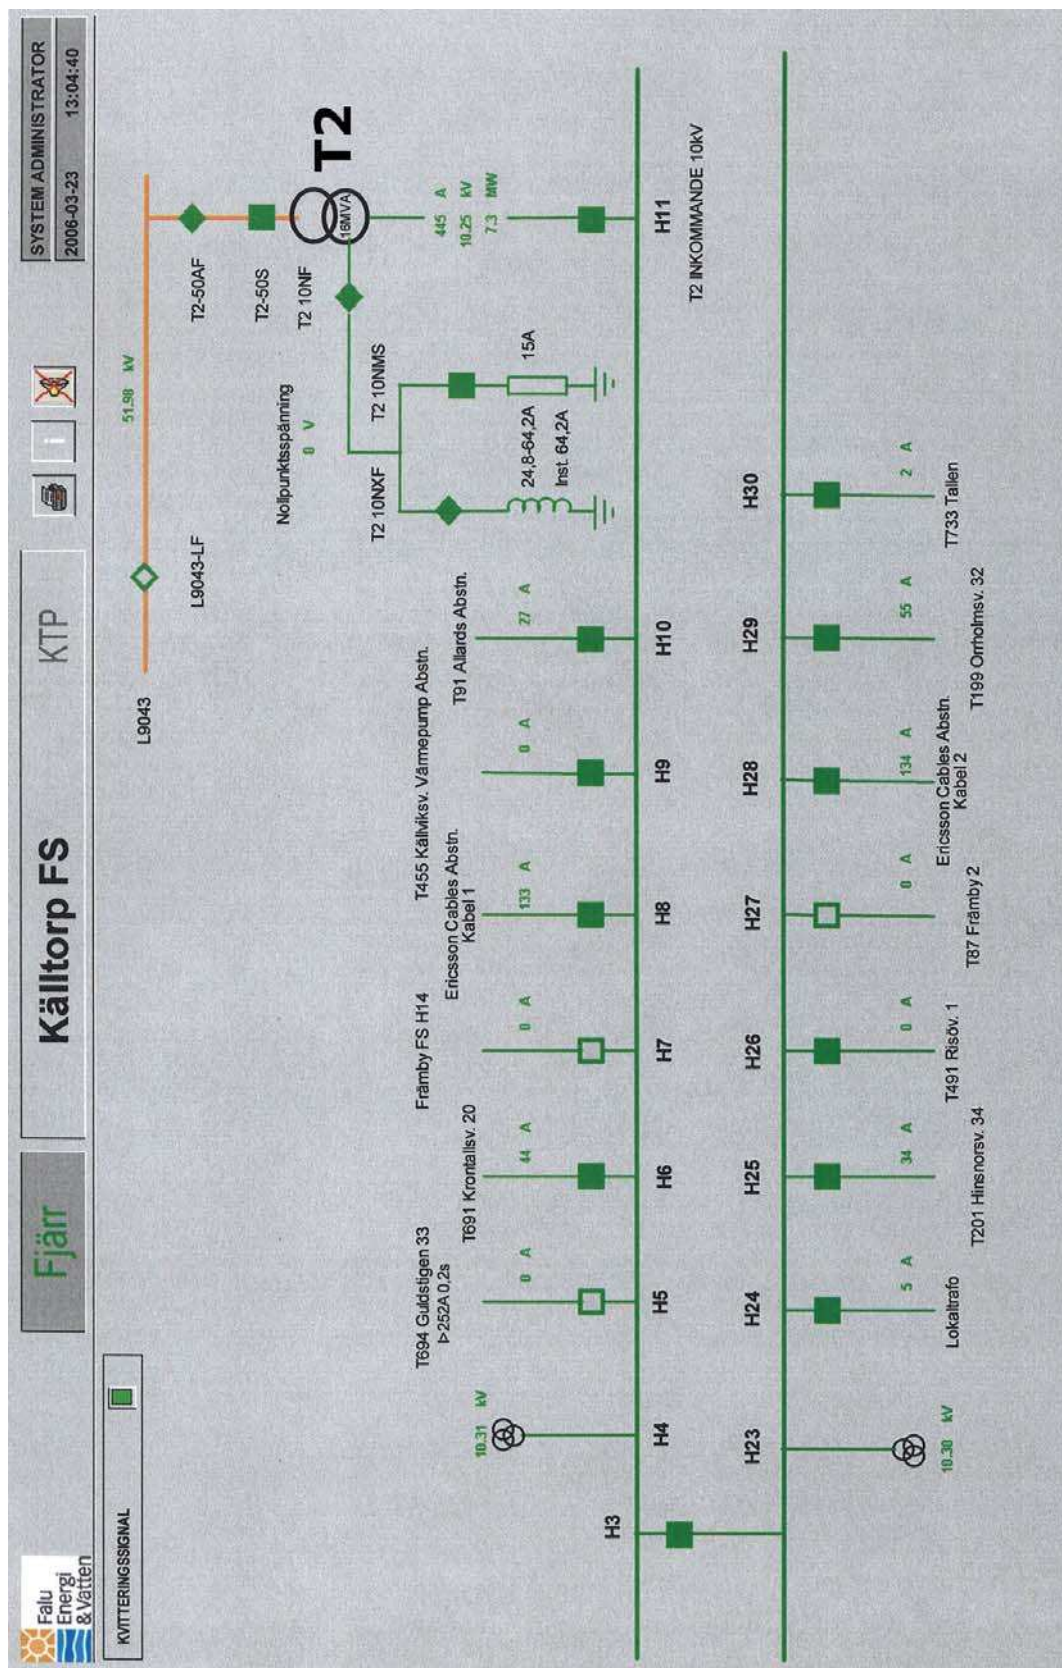 Falu
Energi
& Vatten
Fjärr
Källtorp FS
KTP
SYSTEM ADMINISTRATOR
2006-03-23 13:04:40
KVITTERINGSSIGNAL
L9043
L9043-LF
51.98 kV
T2-50AF
T2-50S
T2 10NF
T2
16MVA
Nollpunktsspänning
0 V
T2 10NXF
T2 10NMS
24,8-64,2A
Inst. 64,2A
15A
445 A
10.25 kV
7.3 MW
H11
T2 INKOMMANDE 10kV
H3
10.31 kV
H4
T694 Guldstigen 33
I>252A 0,2s
0 A
H5
T691 Krontallsv. 20
44 A
H6
Främby FS H14
0 A
H7
Ericsson Cables Abstn.
Kabel 1
133 A
H8
T455 Källviksv. Värmepump Abstn.
0 A
H9
T91 Allards Abstn.
27 A
H10
H23
10.30 kV
H24
5 A
Lokaltrafo
H25
34 A
T201 Hinsnorsv. 34
H26
0 A
T491 Risöv. 1
H27
0 A
T87 Främby 2
H28
134 A
Ericsson Cables Abstn.
Kabel 2
H29
55 A
T199 Orrholmsv. 32
H30
2 A
T733 Tallen